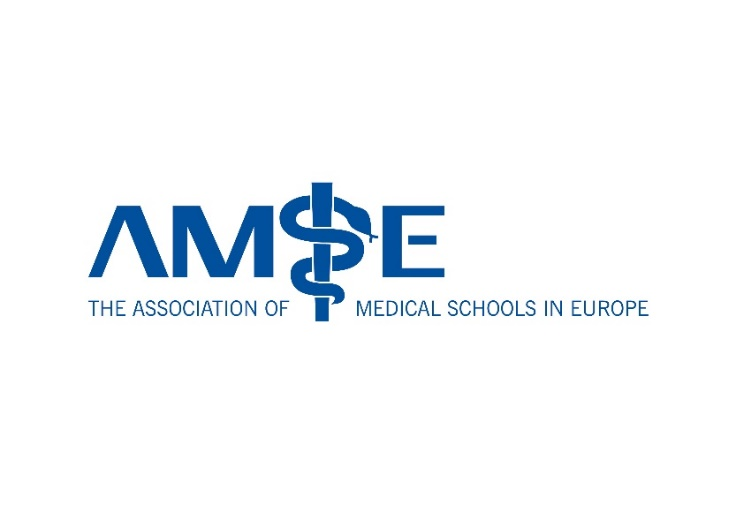 AMSE
THE ASSOCIATION OF MEDICAL SCHOOLS IN EUROPE